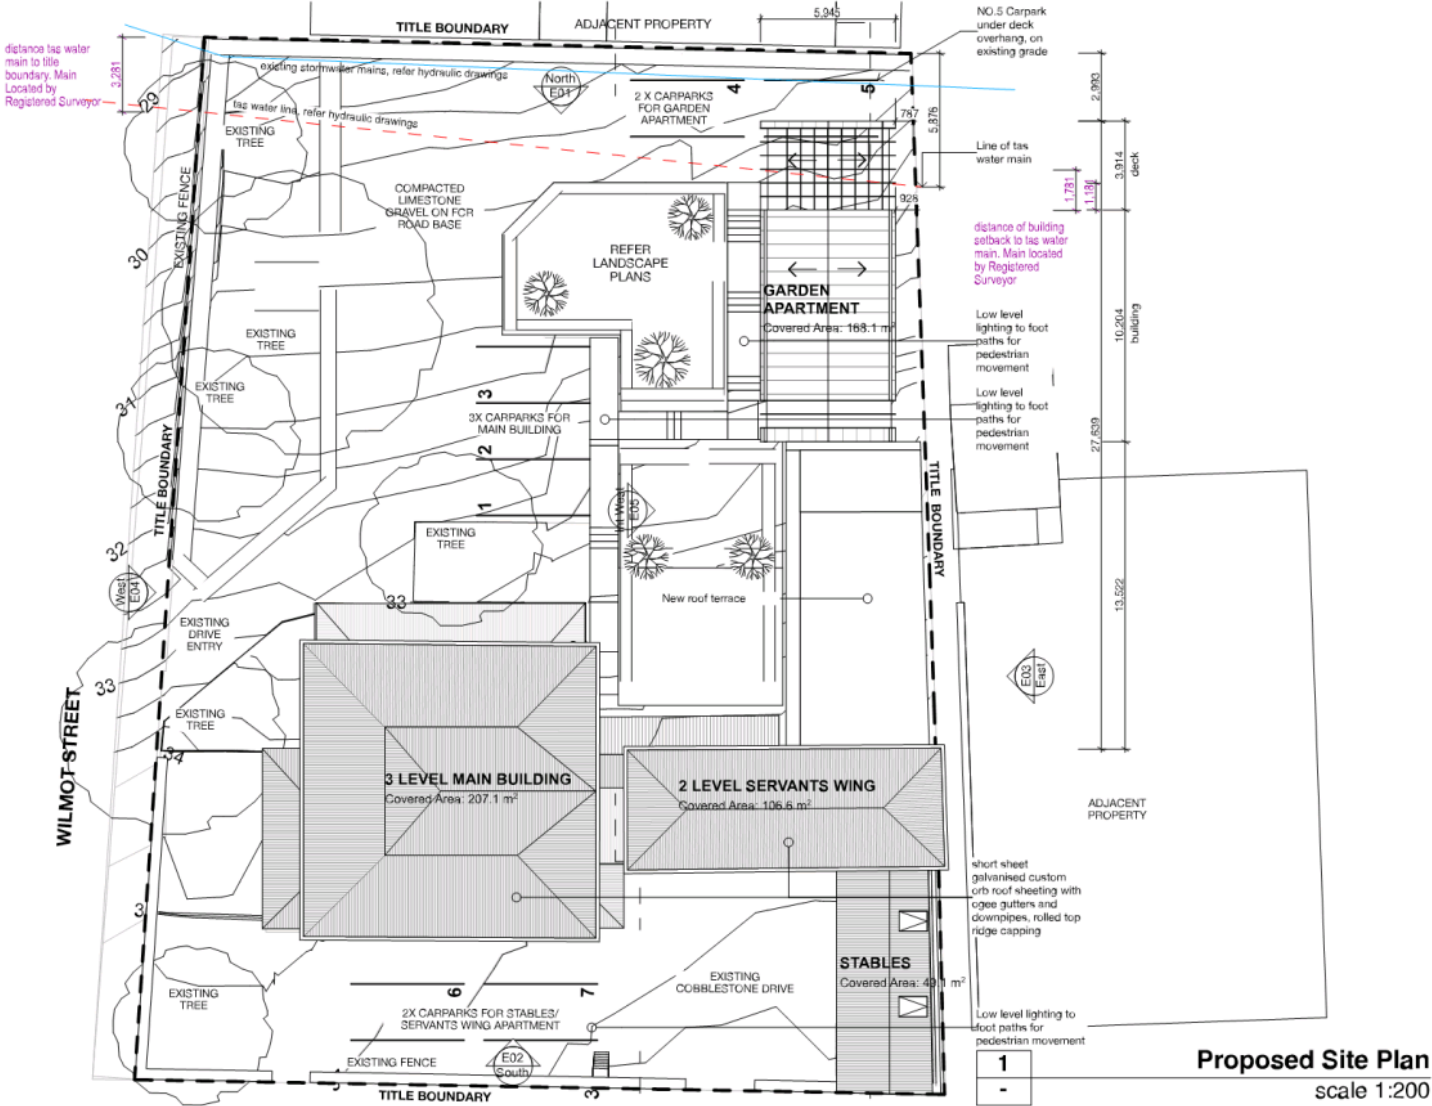 TITLE BOUNDARY
ADJACENT PROPERTY
5,945
NO.5 Carpark
under deck
overhang, on
existing grade
distance tas water
main to title
boundary. Main
Located by
Registered Surveyor
3,281
existing stormwater mains, refer hydraulic drawings
tas water line, refer hydraulic drawings
North
E01
2 X CARPARKS
FOR GARDEN
APARTMENT
4
5
787
5,876
2,993
29
EXISTING
TREE
EXISTING FENCE
COMPACTED
LIMESTONE
GRAVEL ON FCR
ROAD BASE
Line of tas
water main
3,914
deck
1,781
928
distance of building
setback to tas water
main. Main located
by Registered
Surveyor
30
REFER
LANDSCAPE
PLANS
GARDEN
APARTMENT
Covered Area: 168.1 m²
10,204
building
Low level
lighting to foot
paths for
pedestrian
movement
EXISTING
TREE
EXISTING
TREE
31
3
3X CARPARKS FOR
MAIN BUILDING
2
1
Low level
lighting to foot
paths for
pedestrian
movement
27,639
TITLE BOUNDARY
TITLE BOUNDARY
32
West
E04
EXISTING
TREE
Int West
E05
New roof terrace
13,522
33
EXISTING
DRIVE
ENTRY
33
E03
East
EXISTING
TREE
34
WILMOT STREET
3 LEVEL MAIN BUILDING
Covered Area: 207.1 m²
2 LEVEL SERVANTS WING
Covered Area: 106.6 m²
ADJACENT
PROPERTY
short sheet
galvanised custom
orb roof sheeting with
ogee gutters and
downpipes, rolled top
ridge capping
3
STABLES
EXISTING
TREE
6
7
2X CARPARKS FOR STABLES/
SERVANTS WING APARTMENT
EXISTING
COBBLESTONE DRIVE
Low level lighting to
foot paths for
pedestrian movement
EXISTING FENCE
E02
South
TITLE BOUNDARY
3
1
-
Proposed Site Plan
scale 1:200